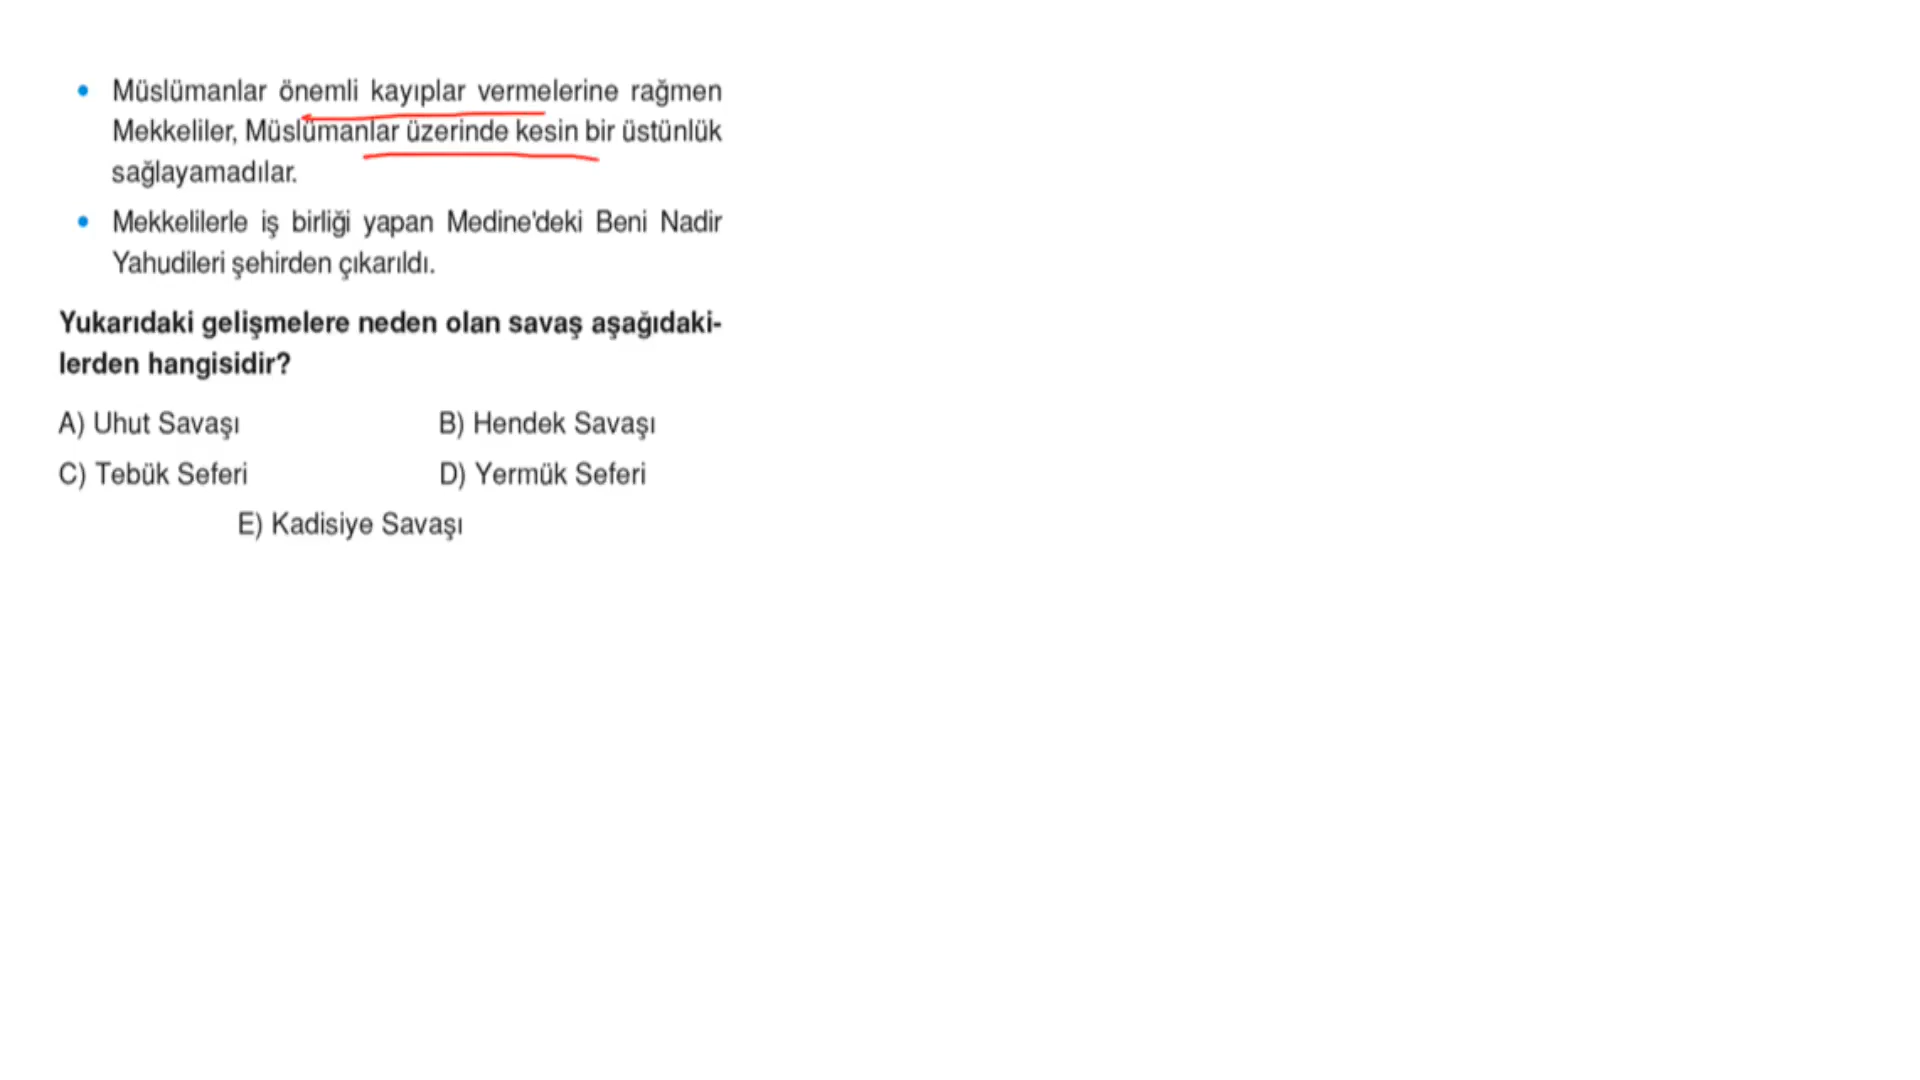 • Müslümanlar önemli kayıplar vermelerine rağmen
Mekkeliler, Müslümanlar üzerinde kesin bir üstünlük
sağlayamadılar.
• Mekkelilerle iş birliği yapan Medine'deki Beni Nadir
Yahudileri şehirden çıkarıldı.
Yukarıdaki gelişmelere neden olan savaş aşağıdaki-
lerden hangisidir?
A) Uhut Savaşı B) Hendek Savaşı
C) Tebük Seferi D) Yermük Seferi
E) Kadisiye Savaşı